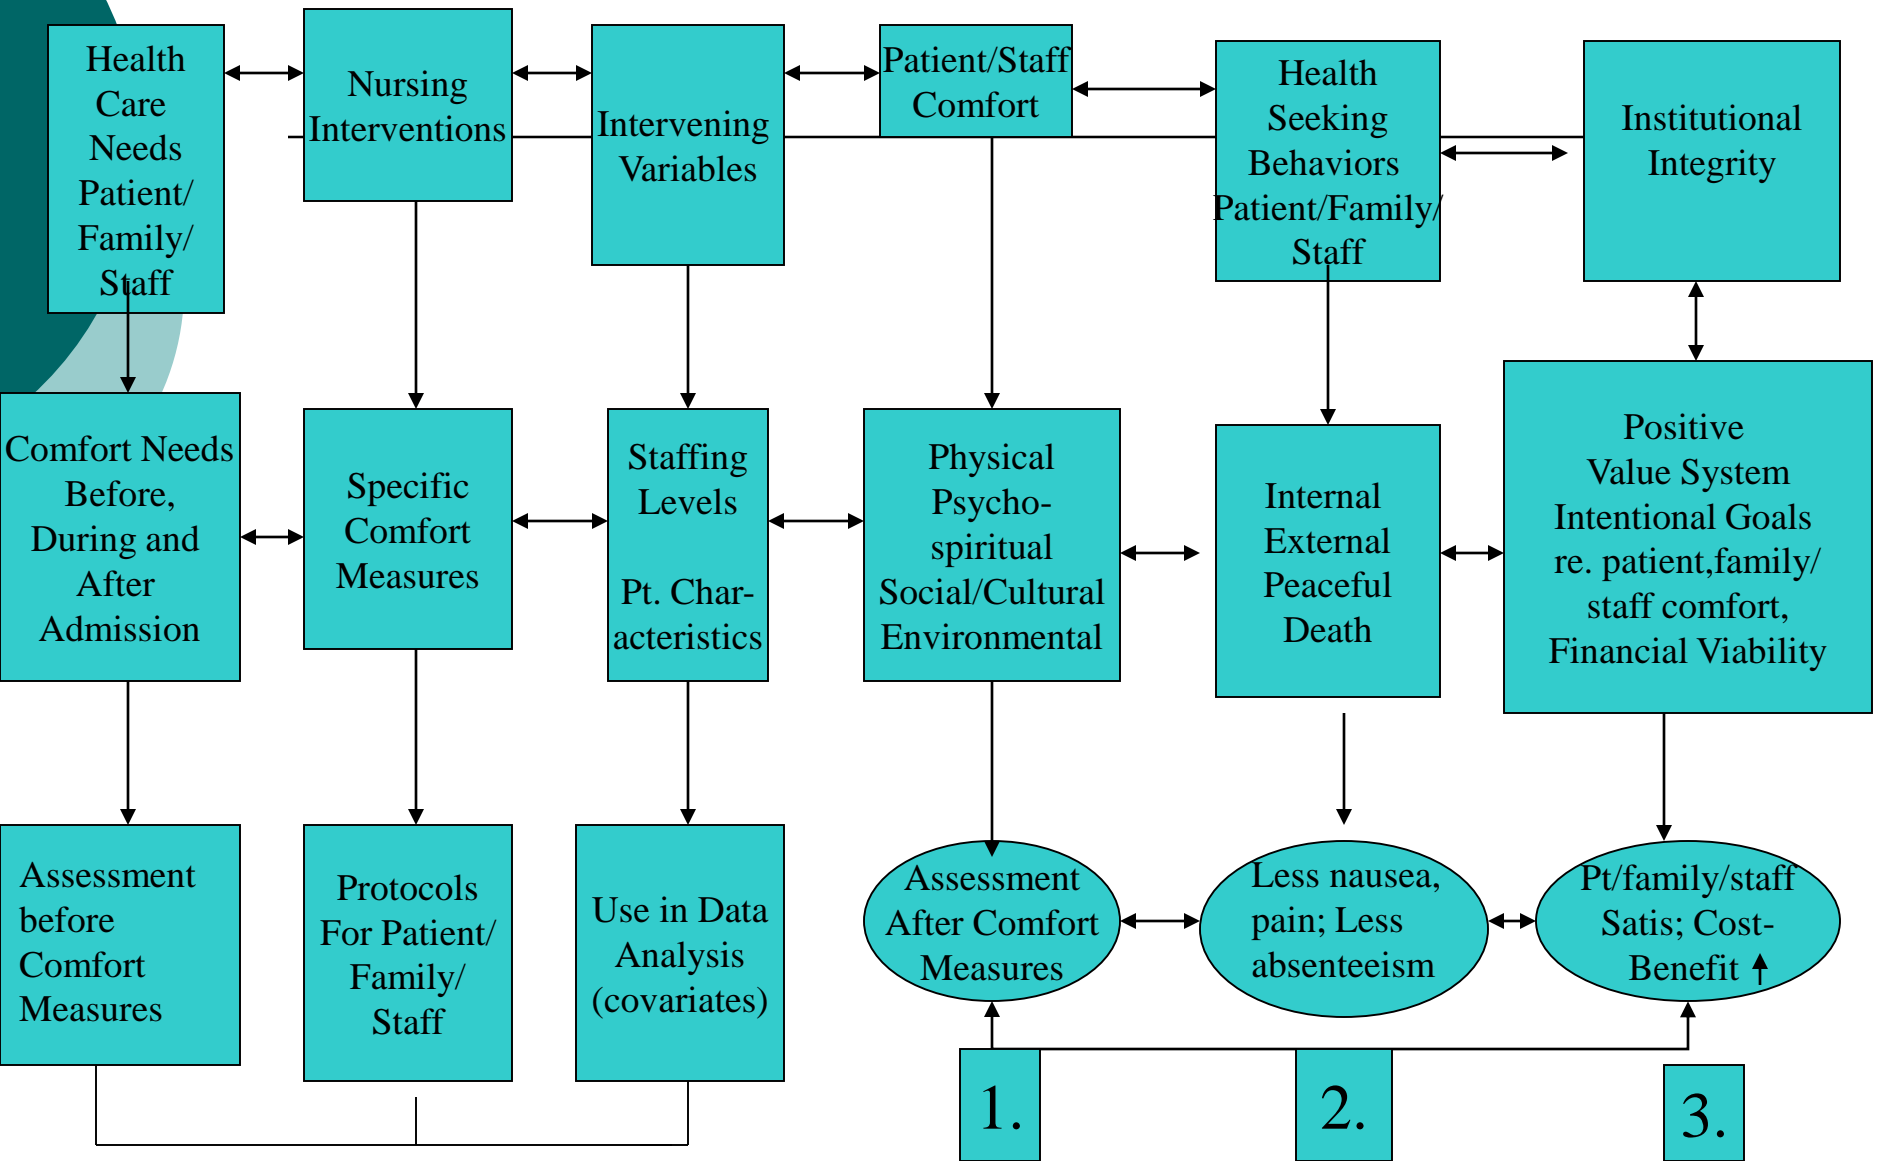 Health
Care
Needs
Patient/
Family/
Staff
Nursing
Interventions
Intervening
Variables
Patient/Staff
Comfort
Health
Seeking
Behaviors
Patient/Family/
Staff
Institutional
Integrity
Comfort Needs
Before,
During and
After
Admission
Specific
Comfort
Measures
Staffing
Levels
Pt. Char-
acteristics
Physical
Psycho-
spiritual
Social/Cultural
Environmental
Internal
External
Peaceful
Death
Positive
Value System
Intentional Goals
re. patient,family/
staff comfort,
Financial Viability
Assessment
before
Comfort
Measures
Protocols
For Patient/
Family/
Staff
Use in Data
Analysis
(covariates)
Assessment
After Comfort
Measures
Less nausea,
pain; Less
absenteeism
Pt/family/staff
Satis; Cost-
Benefit
1.
2.
3.